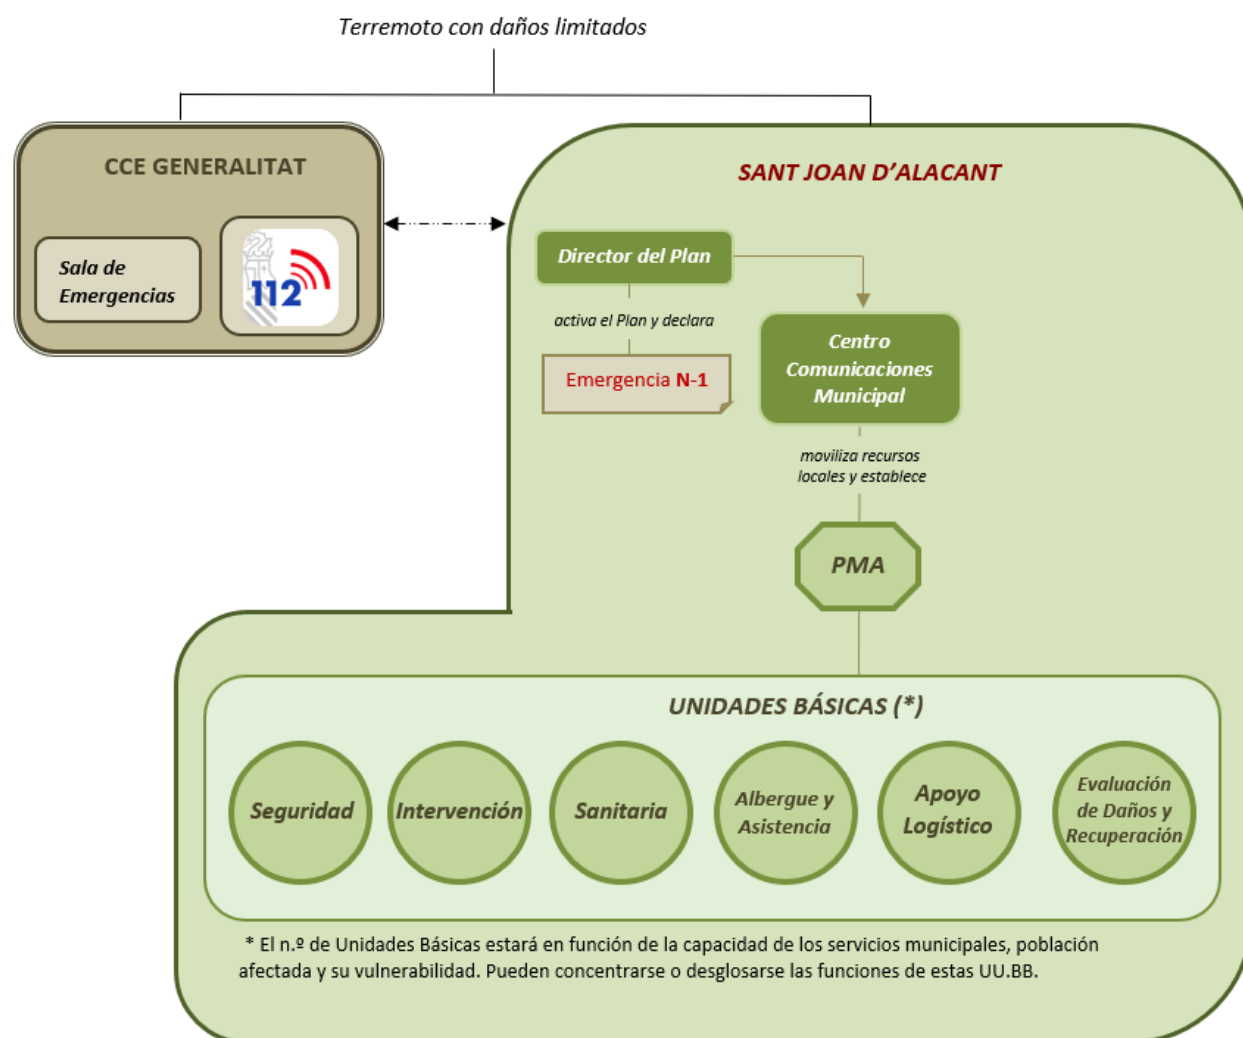 Terremoto con daños limitados
CCE GENERALITAT
Sala de
Emergencias
112
SANT JOAN D’ALACANT
Director del Plan
activa el Plan y declara
Emergencia N-1
Centro
Comunicaciones
Municipal
moviliza recursos
locales y establece
PMA
UNIDADES BÁSICAS (*)
Seguridad
Intervención
Sanitaria
Albergue y
Asistencia
Apoyo
Logístico
Evaluación
de Daños y
Recuperación
* El n.º de Unidades Básicas estará en función de la capacidad de los servicios municipales, población
afectada y su vulnerabilidad. Pueden concentrarse o desglosarse las funciones de estas UU.BB.